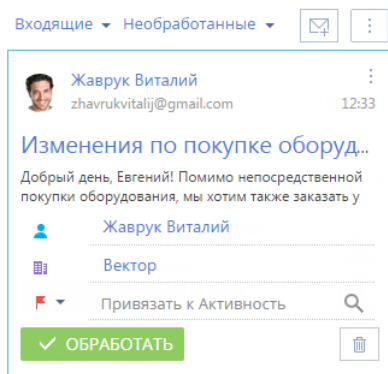 Входящие Необработанные
Жаврук Виталий
zhavrukvitalij@gmail.com 12:33
Изменения по покупке оборуд...
Добрый день, Евгений! Помимо непосредственной
покупки оборудования, мы хотим также заказать у
Жаврук Виталий
Вектор
Привязать к Активность
ОБРАБОТАТЬ